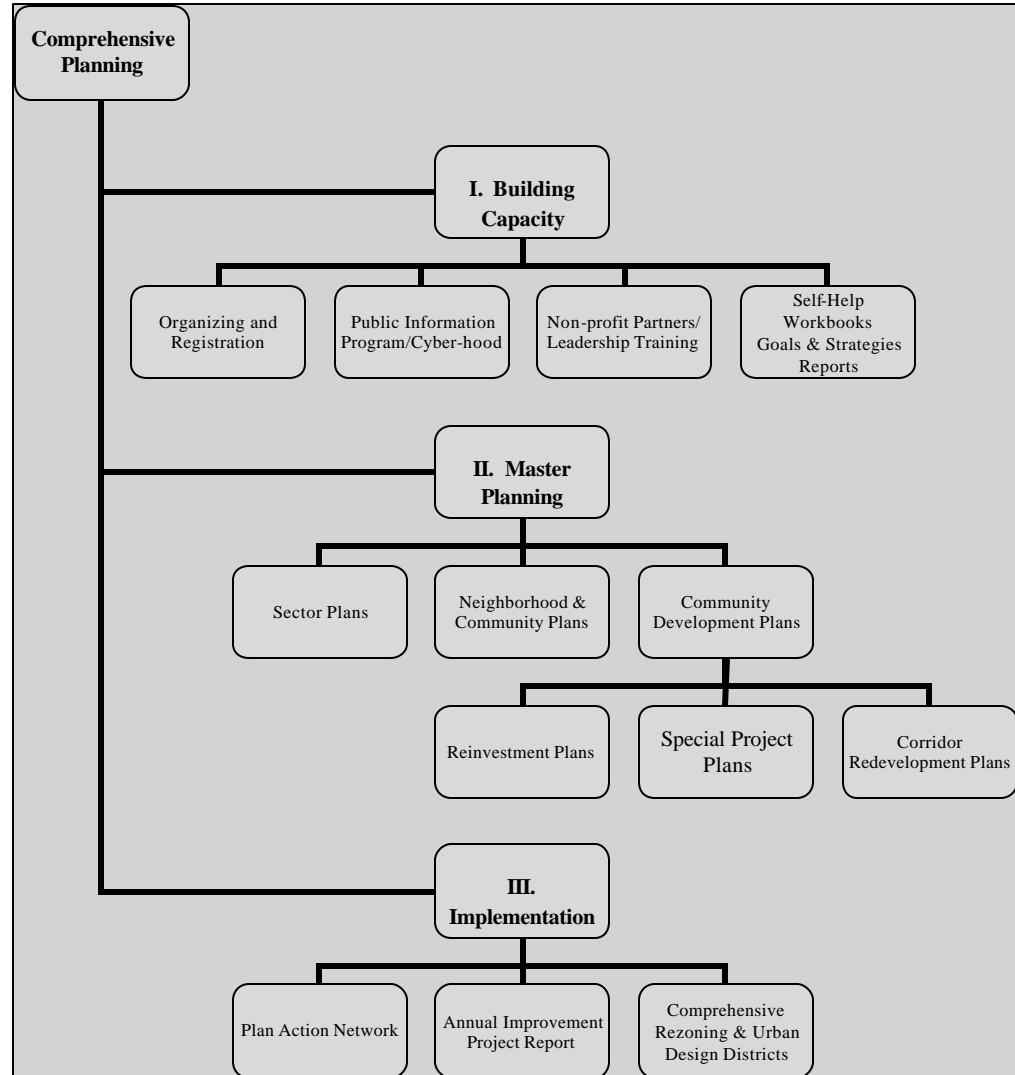 Comprehensive
Planning
I. Building
Capacity
Organizing and
Registration
Public Information
Program/Cyber-hood
Non-profit Partners/
Leadership Training
Self-Help
Workbooks
Goals & Strategies
Reports
II. Master
Planning
Sector Plans
Neighborhood &
Community Plans
Community
Development Plans
Reinvestment Plans
Special Project
Plans
Corridor
Redevelopment Plans
III.
Implementation
Plan Action Network
Annual Improvement
Project Report
Comprehensive
Rezoning & Urban
Design Districts